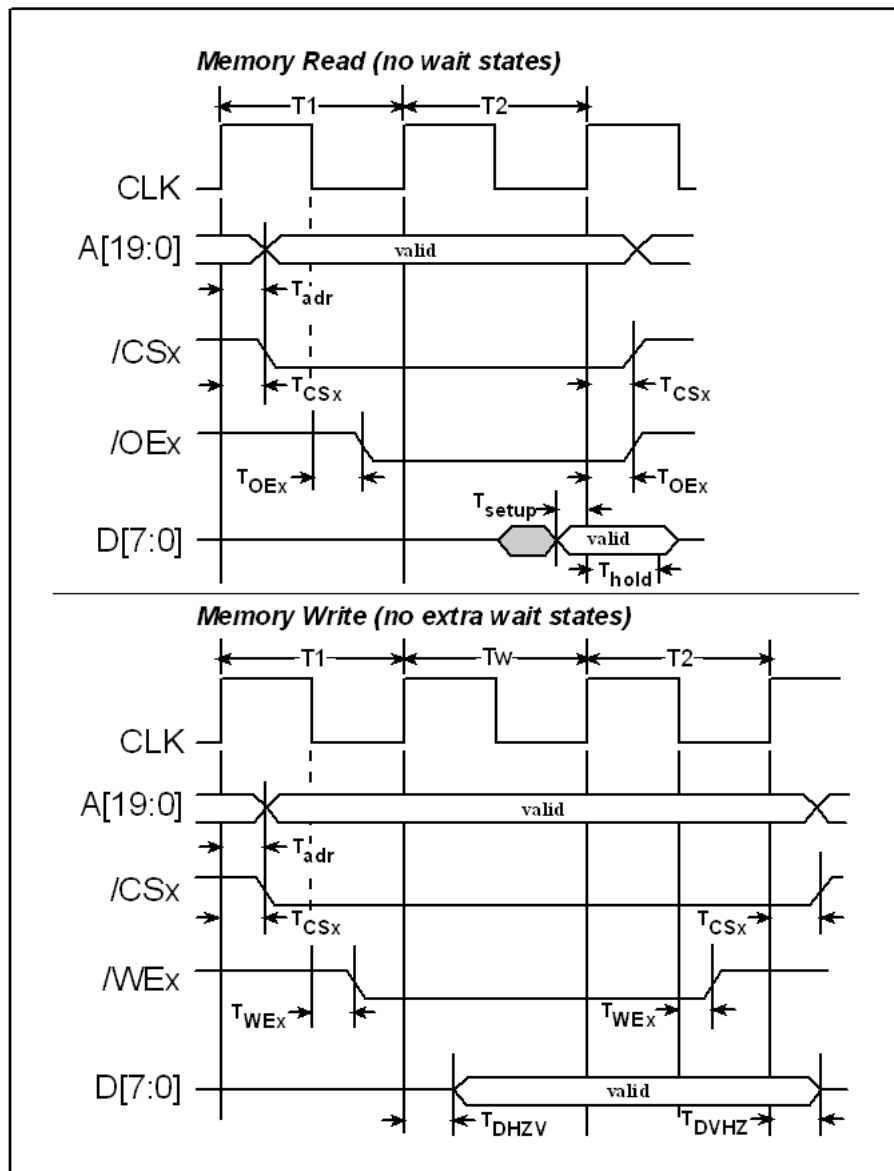 Memory Read (no wait states)
T1 T2
CLK
A[19:0] valid
Tadr
/CSx
TCSx TCSx
/OEx
TOEx TOEx
Tsetup
D[7:0] valid
Thold
Memory Write (no extra wait states)
T1 Tw T2
CLK
A[19:0] valid
Tadr
/CSx
TCSx TCSx
/WEx
TWEx TWEx
D[7:0] valid
TDHZV TDVHZ